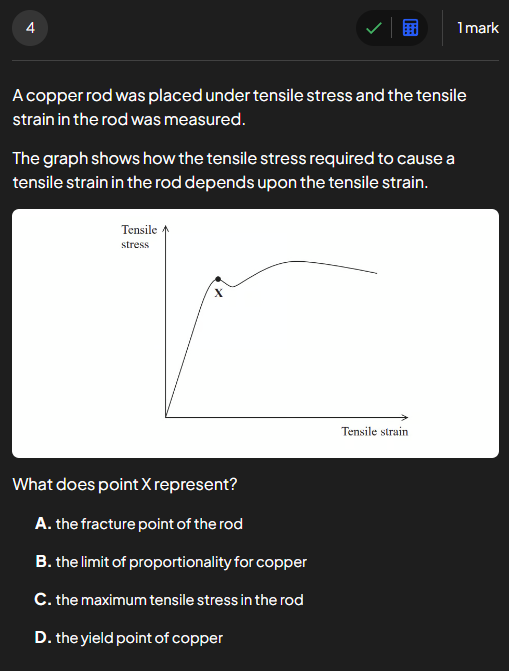 4
1 mark
A copper rod was placed under tensile stress and the tensile
strain in the rod was measured.
The graph shows how the tensile stress required to cause a
tensile strain in the rod depends upon the tensile strain.
Tensile
stress
X
Tensile strain
What does point X represent?
A. the fracture point of the rod
B. the limit of proportionality for copper
C. the maximum tensile stress in the rod
D. the yield point of copper